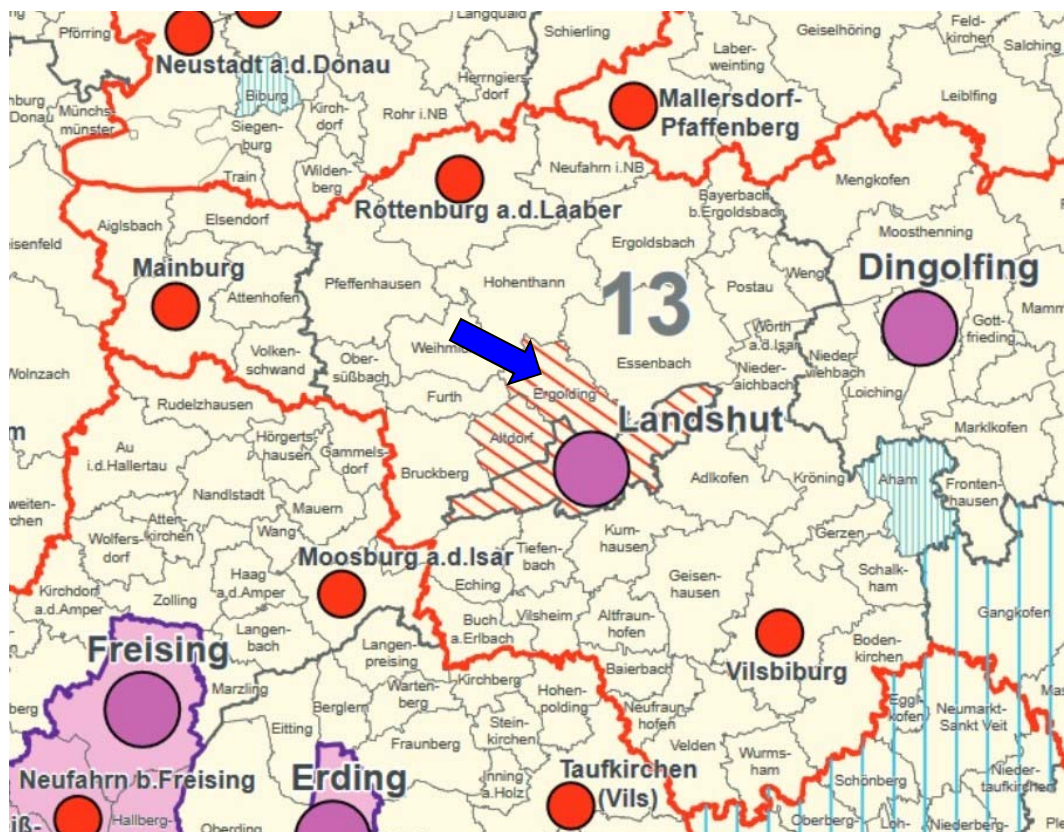 Pförring
Langquaid
Schierling
Geiselhöring
Feld-
kirchen
Salching
Neustadt a.d.Donau
Laber-
weinting
Herrngiers-
dorf
Mallersdorf-
Pfaffenberg
Leiblfing
Biburg
Kirch-
dorf
Rohr i.NB
Münchs-
münster
Siegen-
burg
Train
Wilden-
berg
Neufahrn i.NB
Mengkofen
Rottenburg a.d.Laaber
Bayerbach
b.Ergoldsbach
Aiglsbach
Elsendorf
Ergoldsbach
Moosthenning
Mainburg
Pfeffenhausen
Hohenthann
13
Weng
Dingolfing
Postau
Attenhofen
Gott-
frieding
Wörth
a.d.Isar
Volken-
schwand
Ober-
süßbach
Essenbach
Nieder-
aichbach
Nieder-
viehbach
Wolnzach
Loiching
Furth
Ergolding
Rudelzhausen
Landshut
Marklkofen
Au
i.d.Hallertau
Hörgerts-
hausen
Altdorf
Gammels-
dorf
Bruckberg
Adlkofen
Kröning
Aham
Fronten-
hausen
Nandlstadt
Mauern
Atten-
kirchen
Wolfers-
dorf
Wang
Kum-
hausen
Gerzen
Tiefen-
bach
Moosburg a.d.Isar
Haag
a.d.Amper
Eching
Geisen-
hausen
Schalk-
ham
Kirchdorf
a.d.Amper
Zolling
Vilsheim
Altfraun-
hofen
Gangkofen
Langen-
bach
Buch
a.Erlbach
Freising
Langen-
preising
Boden-
kirchen
Baierbach
Vilsbiburg
Marzling
Kirchberg
Warten-
berg
Hohen-
polding
Berglern
Neufraun-
hofen
Eggl-
kofen
Neumarkt-
Sankt Veit
Eitting
Stein-
kirchen
Fraunberg
Velden
Wurms-
ham
Neufahrn b.Freising
Erding
Inning
a.Holz
Taufkirchen
(Vils)
Schönberg
Nieder-
taufkirchen
Hallberg-
Oberding
Oberberg-
Loh-
Niederberg-